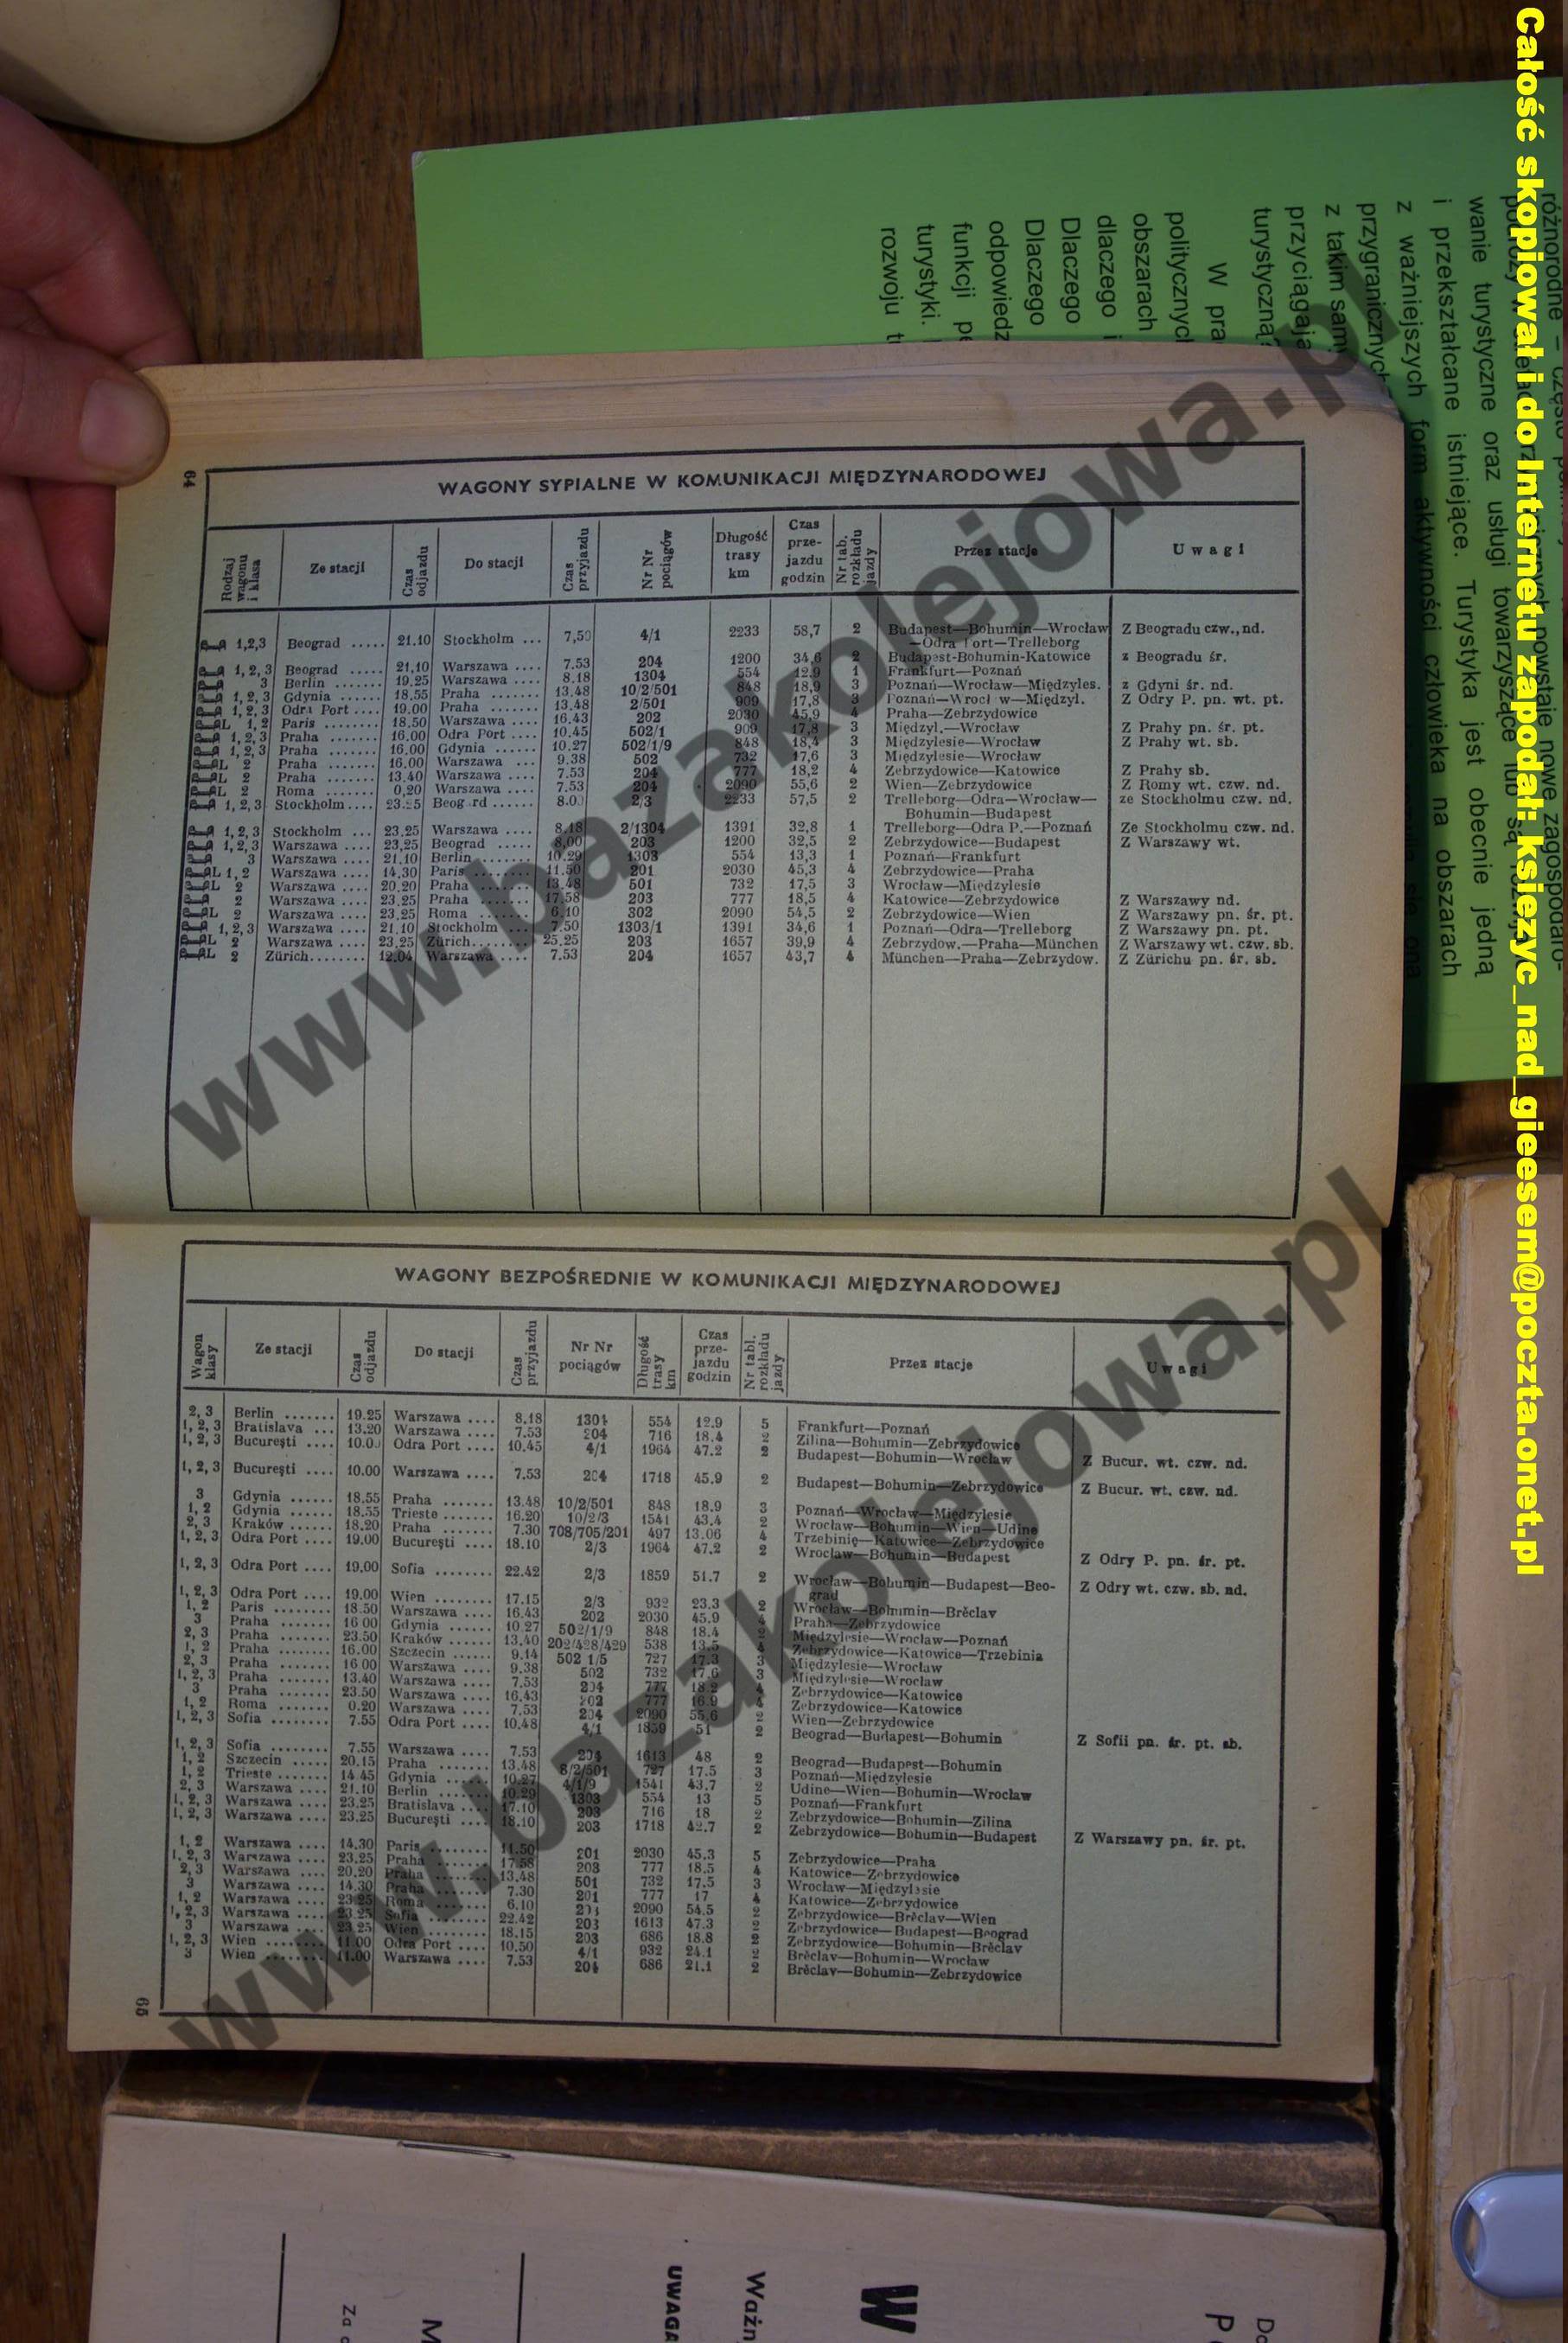 Całość skopiował i do Internetu zapodał: ksiezyc_nad_gieesem@poczta.onet.pl
www.bazakolejowa.pl
www.bazakolejowa.pl
W pra
politycznych
obszarach
dlaczego i
Dlaczego
Dlaczego
odpowiedz
funkcji pe
turystyki.
rozwoju t
turystyczną?
przyciągają
z takim samy
przygranicznych
z ważniejszych form aktywności człowieka na obszarach
i przekształcane istniejące. Turystyka jest obecnie jedną
wanie turystyczne oraz usługi towarzyszące
64
WAGONY SYPIALNE W KOMUNIKACJI MIĘDZYNARODOWEJ
Rodzaj wagonu i klasa | Ze stacji | Czas odjazdu | Do stacji | Czas przyjazdu | Nr Nr pociągów | Długość trasy km | Czas przejazdu godzin | Nr tab. rozkładu jazdy | Przez stacje | Uwagi
1,2,3 Beograd ..... 21.10 Stockholm ... 7,50 4/1 2233 58,7 2 Budapest—Bohumin—Wrocław Z Beogradu czw., nd.
—Odra Port—Trelleborg
1, 2, 3 Beograd ..... 21,10 Warszawa .... 7.53 204 1200 34,6 2 Budapest-Bohumin-Katowice z Beogradu śr.
3 Berlin ....... 19.25 Warszawa .... 8.18 1304 554 12.9 1 Frankfurt—Poznań
1, 2, 3 Gdynia ...... 18,55 Praha ....... 13.48 10/2/501 848 18,9 3 Poznań—Wrocław—Międzyles. z Gdyni śr. nd.
1, 2, 3 Odra Port .... 19.00 Praha ....... 13.48 2/501 909 17,8 3 Poznań—Wrocł w—Międzyl. Z Odry P. pn. wt. pt.
L 1, 2 Paris ........ 18.50 Warszawa .... 16.43 202 2030 45,9 4 Praha—Zebrzydowice
1, 2, 3 Praha ....... 16.00 Odra Port .... 10.45 502/1 909 17,8 3 Międzyl.—Wrocław Z Prahy pn. śr. pt.
1, 2, 3 Praha ....... 16,00 Gdynia ...... 10.27 502/1/9 848 18,4 3 Międzylesie—Wrocław Z Prahy wt. sb.
L 2 Praha ....... 16.00 Warszawa ... 9.38 502 732 17,6 3 Międzylesie—Wrocław
L 2 Praha ....... 13.40 Warszawa .... 7.53 204 777 18,2 4 Zebrzydowice—Katowice Z Prahy sb.
L 2 Roma ....... 0,20 Warszawa .... 7.53 204 2090 55,6 2 Wien—Zebrzydowice Z Romy wt. czw. nd.
1, 2, 3 Stockholm.... 23.25 Beog rd ...... 8.00 2/3 2233 57,5 2 Trelleborg—Odra—Wrocław— ze Stockholmu czw. nd.
Bohumin—Budapest
1, 2, 3 Stockholm ... 23.25 Warszawa .... 8.18 2/1304 1391 32,8 1 Trelleborg—Odra P.—Poznań Ze Stockholmu czw. nd.
1, 2, 3 Warszawa .... 23,25 Beograd ..... 8,00 203 1200 32,5 2 Zebrzydowice—Budapest Z Warszawy wt.
3 Warszawa .... 21.10 Berlin ........ 10.29 1303 554 13,3 1 Poznań—Frankfurt
L 1, 2 Warszawa .... 14,30 Paris ........ 11.50 201 2030 45,3 4 Zebrzydowice—Praha
L 2 Warszawa .... 20.20 Praha ....... 13.48 501 732 17,5 3 Wrocław—Międzylesie
2 Warszawa .... 23.25 Praha ....... 17.58 203 777 18,5 4 Katowice—Zebrzydowice Z Warszawy nd.
L 2 Warszawa .... 23,25 Roma ....... 6.10 302 2090 54,5 2 Zebrzydowice—Wien Z Warszawy pn. śr. pt.
1, 2, 3 Warszawa .... 21.10 Stockholm ... 7.50 1303/1 1391 34,6 1 Poznań—Odra—Trelleborg Z Warszawy pn. pt.
L 2 Warszawa .... 23,25 Zürich....... 25.25 203 1657 39,9 4 Zebrzydow.—Praha—München Z Warszawy wt. czw. sb.
L 2 Zürich........ 12.04 Warszawa .... 7.53 204 1657 43,7 4 München—Praha—Zebrzydow. Z Zürichu pn. śr. sb.
WAGONY BEZPOŚREDNIE W KOMUNIKACJI MIĘDZYNARODOWEJ
Wagon klasy | Ze stacji | Czas odjazdu | Do stacji | Czas przyjazdu | Nr Nr pociągów | Długość trasy km | Czas przejazdu godzin | Nr tabl. rozkładu jazdy | Przez stacje | Uwagi
2, 3 Berlin ....... 19.25 Warszawa .... 8.18 1304 554 12.9 5 Frankfurt—Poznań
1, 2, 3 Bratislava ... 13.20 Warszawa .... 7.53 204 716 18.4 2 Zilina—Bohumin—Zebrzydowice
1, 2, 3 Bucureşti .... 10.00 Odra Port .... 10.45 4/1 1964 47.2 2 Budapest—Bohumin—Wrocław Z Bucur. wt. czw. nd.
1, 2, 3 Bucureşti .... 10.00 Warszawa .... 7.53 204 1718 45.9 2 Budapest—Bohumin—Zebrzydowice Z Bucur. wt. czw. nd.
3 Gdynia ...... 18.55 Praha ....... 13.48 10/2/501 848 18.9 3 Poznań—Wrocław—Międzylesie
1, 2 Gdynia ...... 18.55 Trieste ....... 16.20 10/2/3 1541 43.4 2 Wrocław—Bohumin—Wien—Udine
2, 3 Kraków ...... 18.20 Praha ....... 7.30 708/705/201 497 13.06 4 Trzebinię—Katowice—Zebrzydowice
1, 2, 3 Odra Port .... 19.00 Bucureşti .... 18.10 2/3 1964 47.2 2 Wrocław—Bohumin—Budapest Z Odry P. pn. śr. pt.
1, 2, 3 Odra Port .... 19.00 Sofia ........ 22.42 2/3 1859 51.7 2 Wrocław—Bohumin—Budapest—Beo- Z Odry wt. czw. sb. nd.
grad
1, 2, 3 Odra Port .... 19.00 Wien ........ 17.15 2/3 932 23.3 2 Wrocław—Bohumin—Brěclav
1, 2 Paris ........ 18.50 Warszawa .... 16.43 202 2030 45.9 4 Praha—Zebrzydowice
3 Praha ....... 16 00 Gdynia ...... 10.27 502/1/9 848 18.4 2 Międzylesie—Wrocław—Poznań
2, 3 Praha ....... 23.50 Kraków ...... 13.40 202/428/429 538 13.5 4 Zebrzydowice—Katowice—Trzebinia
1, 2 Praha ....... 16.00 Szczecin ...... 9.14 502 1/5 727 17.3 3 Międzylesie—Wrocław
2, 3 Praha ....... 16 00 Warszawa .... 9.38 502 732 17.6 3 Międzylesie—Wrocław
1, 2, 3 Praha ....... 13.40 Warszawa .... 7.53 204 777 18.2 4 Zebrzydowice—Katowice
3 Praha ....... 23.50 Warszawa .... 16.43 202 777 16.9 4 Zebrzydowice—Katowice
1, 2 Roma ....... 0.20 Warszawa .... 7.53 204 2090 55.6 2 Wien—Zebrzydowice
1, 2, 3 Sofia ........ 7.55 Odra Port .... 10.48 4/1 1859 51 2 Beograd—Budapest—Bohumin Z Sofii pn. śr. pt. sb.
1, 2, 3 Sofia ........ 7.55 Warszawa .... 7.53 204 1613 48 2 Beograd—Budapest—Bohumin
1, 2 Szczecin ..... 20.15 Praha ....... 13.48 8/2/501 727 17.5 3 Poznań—Międzylesie
1, 2 Trieste ....... 14.45 Gdynia ...... 10.27 4/1/9 1541 43.7 2 Udine—Wien—Bohumin—Wrocław
2, 3 Warszawa .... 21.10 Berlin ....... 10.29 1303 554 13 5 Poznań—Frankfurt
1, 2, 3 Warszawa .... 23.25 Bratislava .... 17.10 203 716 18 2 Zebrzydowice—Bohumin—Zilina
1, 2, 3 Warszawa .... 23.25 Bucureşti .... 18.10 203 1718 42.7 2 Zebrzydowice—Bohumin—Budapest Z Warszawy pn. śr. pt.
1, 2 Warszawa .... 14.30 Paris ........ 11.50 201 2030 45.3 5 Zebrzydowice—Praha
1, 2, 3 Warszawa .... 23.25 Praha ....... 17.58 203 777 18.5 4 Katowice—Zebrzydowice
2, 3 Warszawa .... 20.20 Praha ....... 13.48 501 732 17.5 3 Wrocław—Międzylesie
3 Warszawa .... 14.30 Praha ....... 7.30 201 777 17 4 Katowice—Zebrzydowice
1, 2 Warszawa .... 23.25 Roma ....... 6.10 203 2090 54.5 2 Zebrzydowice—Brěclav—Wien
1, 2, 3 Warszawa .... 23.25 Sofia ........ 22.42 203 1613 47.3 2 Zebrzydowice—Budapest—Beograd
3 Warszawa .... 23.25 Wien ........ 18.15 203 686 18.8 2 Zebrzydowice—Bohumin—Brěclav
1, 2, 3 Wien ........ 11.00 Odra Port .... 10.50 4/1 932 24.1 2 Brěclav—Bohumin—Wrocław
3 Wien ........ 11.00 Warszawa .... 7.53 204 686 21.1 2 Brěclav—Bohumin—Zebrzydowice
65
UWAGA
Ważn
W